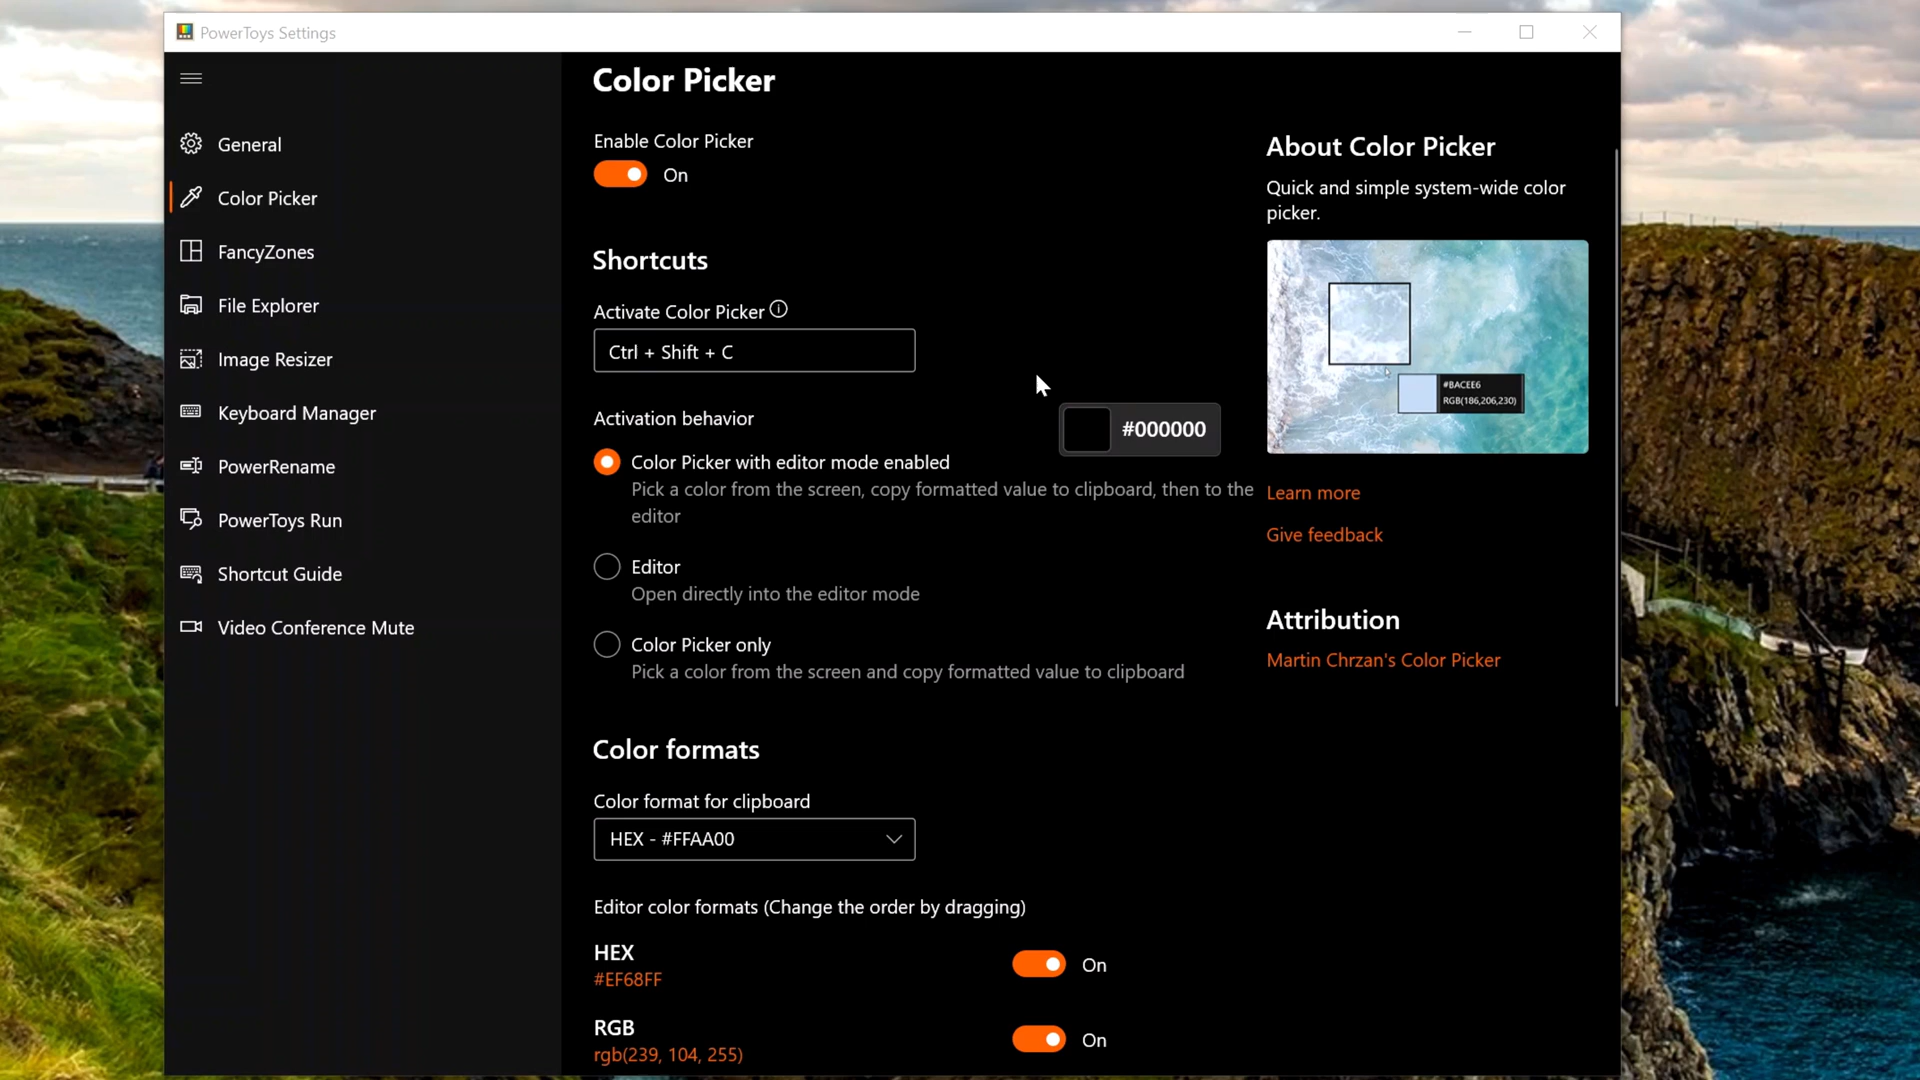 PowerToys Settings
General
Color Picker
FancyZones
File Explorer
Image Resizer
Keyboard Manager
PowerRename
PowerToys Run
Shortcut Guide
Video Conference Mute
Color Picker
Enable Color Picker
On
Shortcuts
Activate Color Picker
Ctrl + Shift + C
Activation behavior
#000000
Color Picker with editor mode enabled
Pick a color from the screen, copy formatted value to clipboard, then to the
editor
Editor
Open directly into the editor mode
Color Picker only
Pick a color from the screen and copy formatted value to clipboard
Color formats
Color format for clipboard
HEX - #FFAA00
Editor color formats (Change the order by dragging)
HEX
#EF68FF
On
RGB
rgb(239, 104, 255)
On
About Color Picker
Quick and simple system-wide color
picker.
#BACEE6
RGB(186,206,230)
Learn more
Give feedback
Attribution
Martin Chrzan's Color Picker